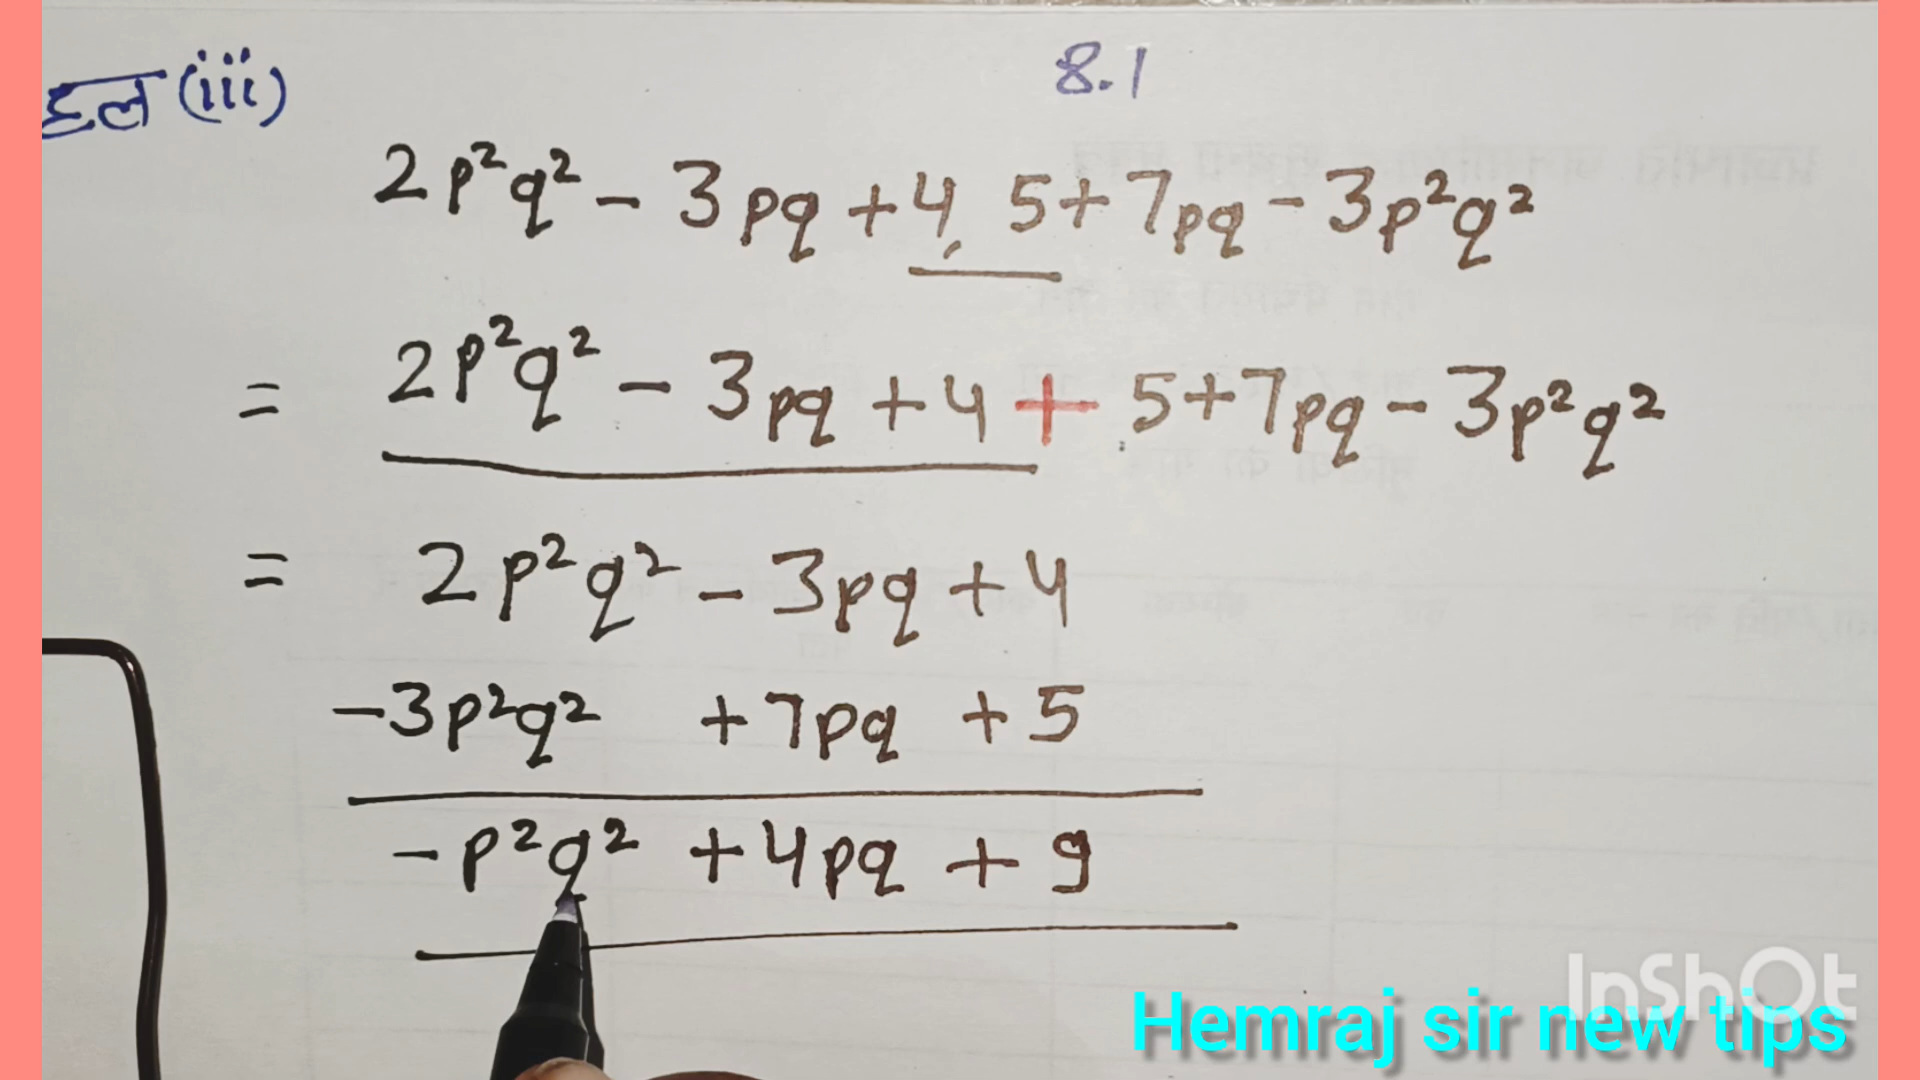 8.1
हल (iii)
2p²q² - 3pq + 4, 5 + 7pq - 3p²q²
= 2p²q² - 3pq + 4 + 5 + 7pq - 3p²q²
= 2p²q² - 3pq + 4
- 3p²q² + 7pq + 5
- p²q² + 4pq + 9
InShOt
Hemraj sir new tips